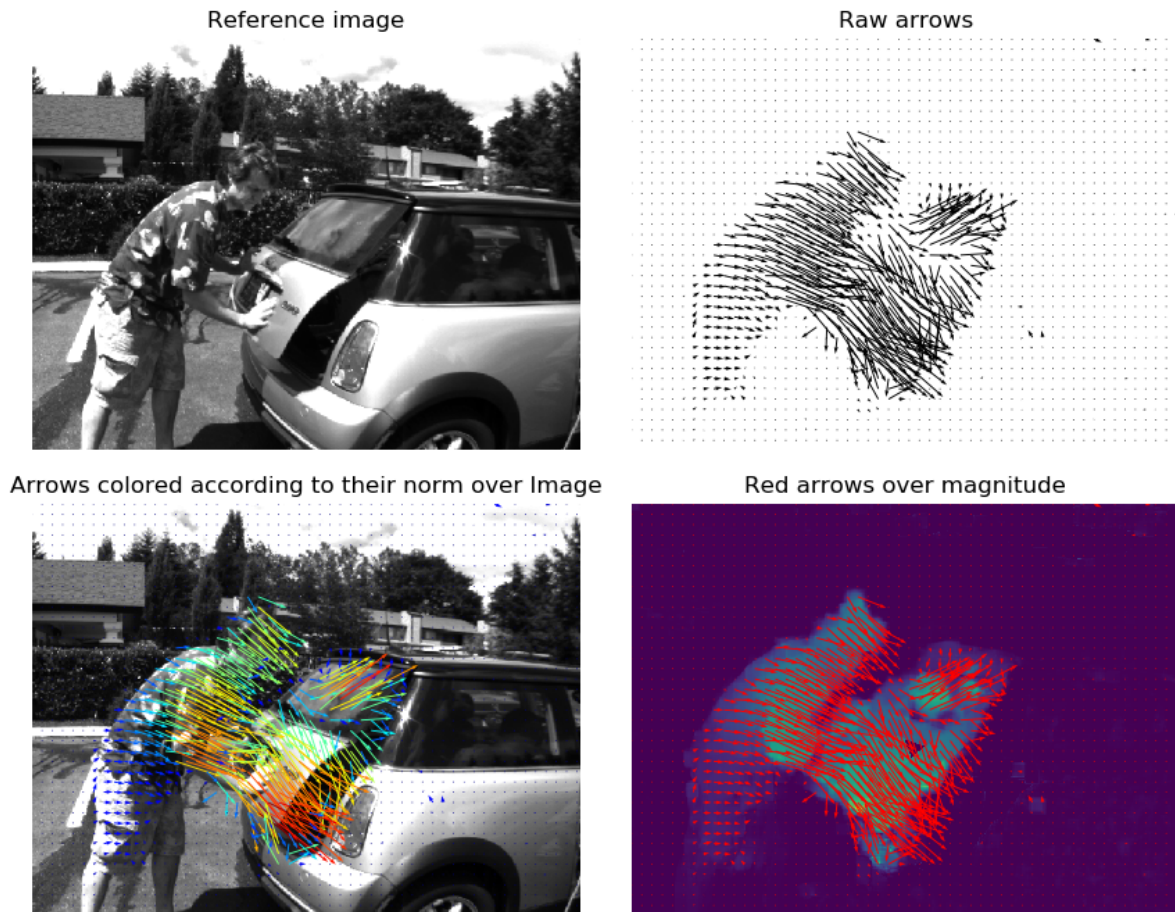 Reference image
Raw arrows
Arrows colored according to their norm over Image
Red arrows over magnitude